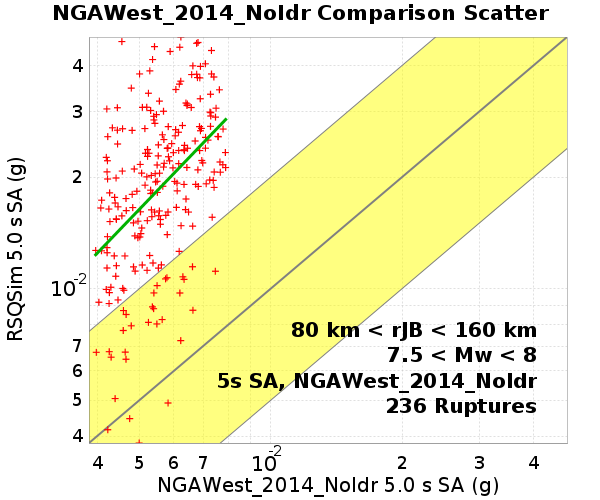 NGAWest_2014_NoIdr Comparison Scatter
RSQSim 5.0 s SA (g)
4
3
2
10-2
7
6
5
4
80 km < rJB < 160 km
7.5 < Mw < 8
5s SA, NGAWest_2014_NoIdr
236 Ruptures
4 5 6 7 10-2 2 3 4
NGAWest_2014_NoIdr 5.0 s SA (g)